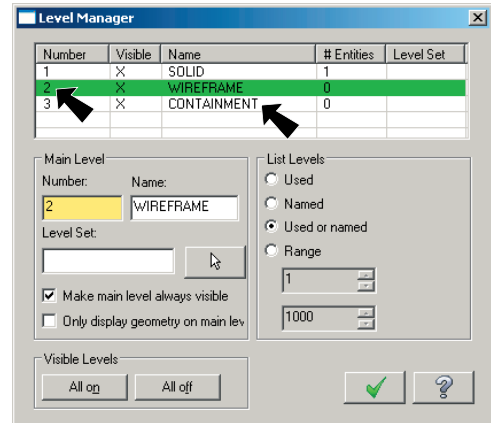 Level Manager
Number Visible Name # Entities Level Set
1 X SOLID 1
2 X WIREFRAME 0
3 X CONTAINMENT 0
Main Level
Number: Name:
2 WIREFRAME
Level Set:
Make main level always visible
Only display geometry on main lev
List Levels
Used
Named
Used or named
Range
1
1000
Visible Levels
All on All off